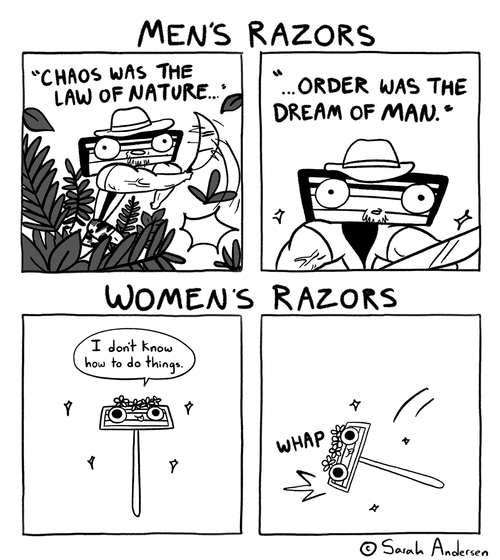 MEN'S RAZORS
"CHAOS WAS THE
LAW OF NATURE..."
"...ORDER WAS THE
DREAM OF MAN."
WOMEN'S RAZORS
I don't know
how to do things.
WHAP
© Sarah Andersen